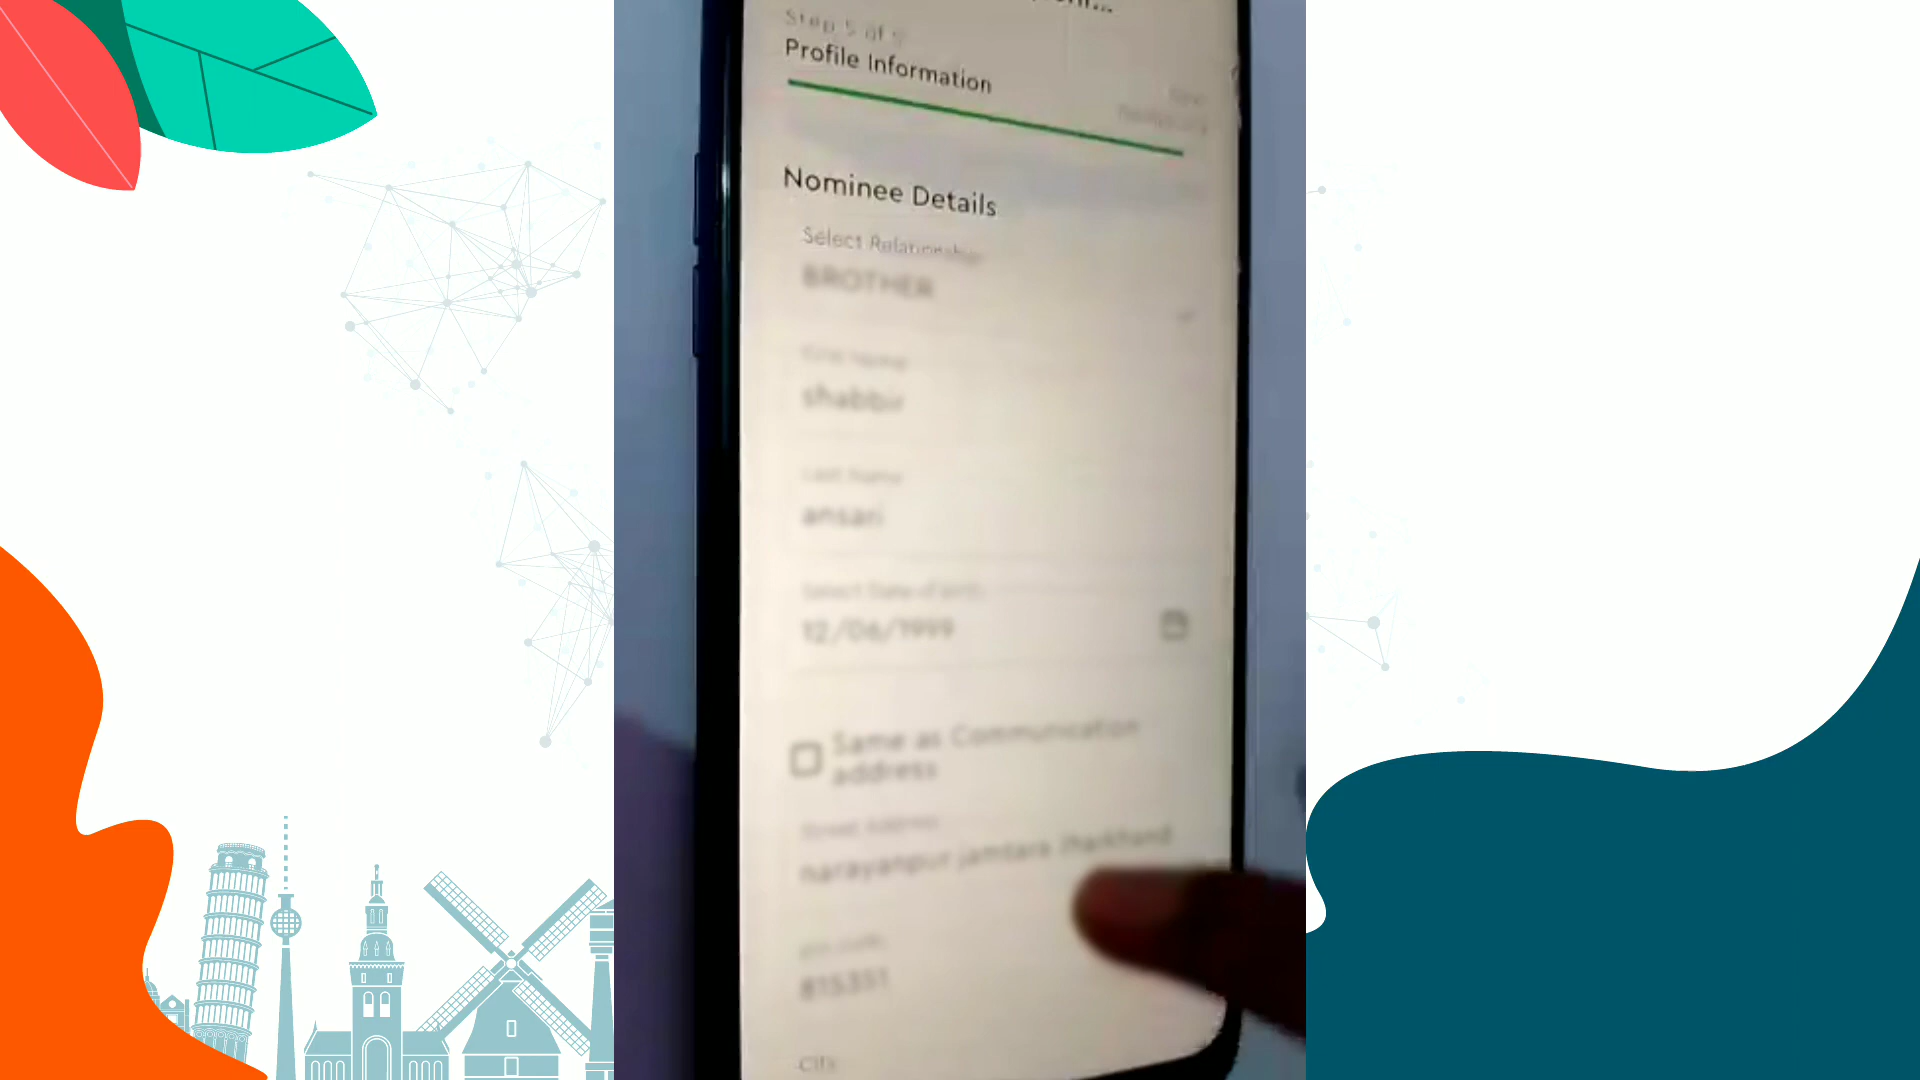 Step 5 of 5
Profile Information
Nominee Details
Select Relationship
BROTHER
First Name
shabbir
Last Name
ansari
Select Date of birth
12/06/1999
Same as Communication
address
Street Address
narayanpur jamtara Jharkhand
pin code
815351
City